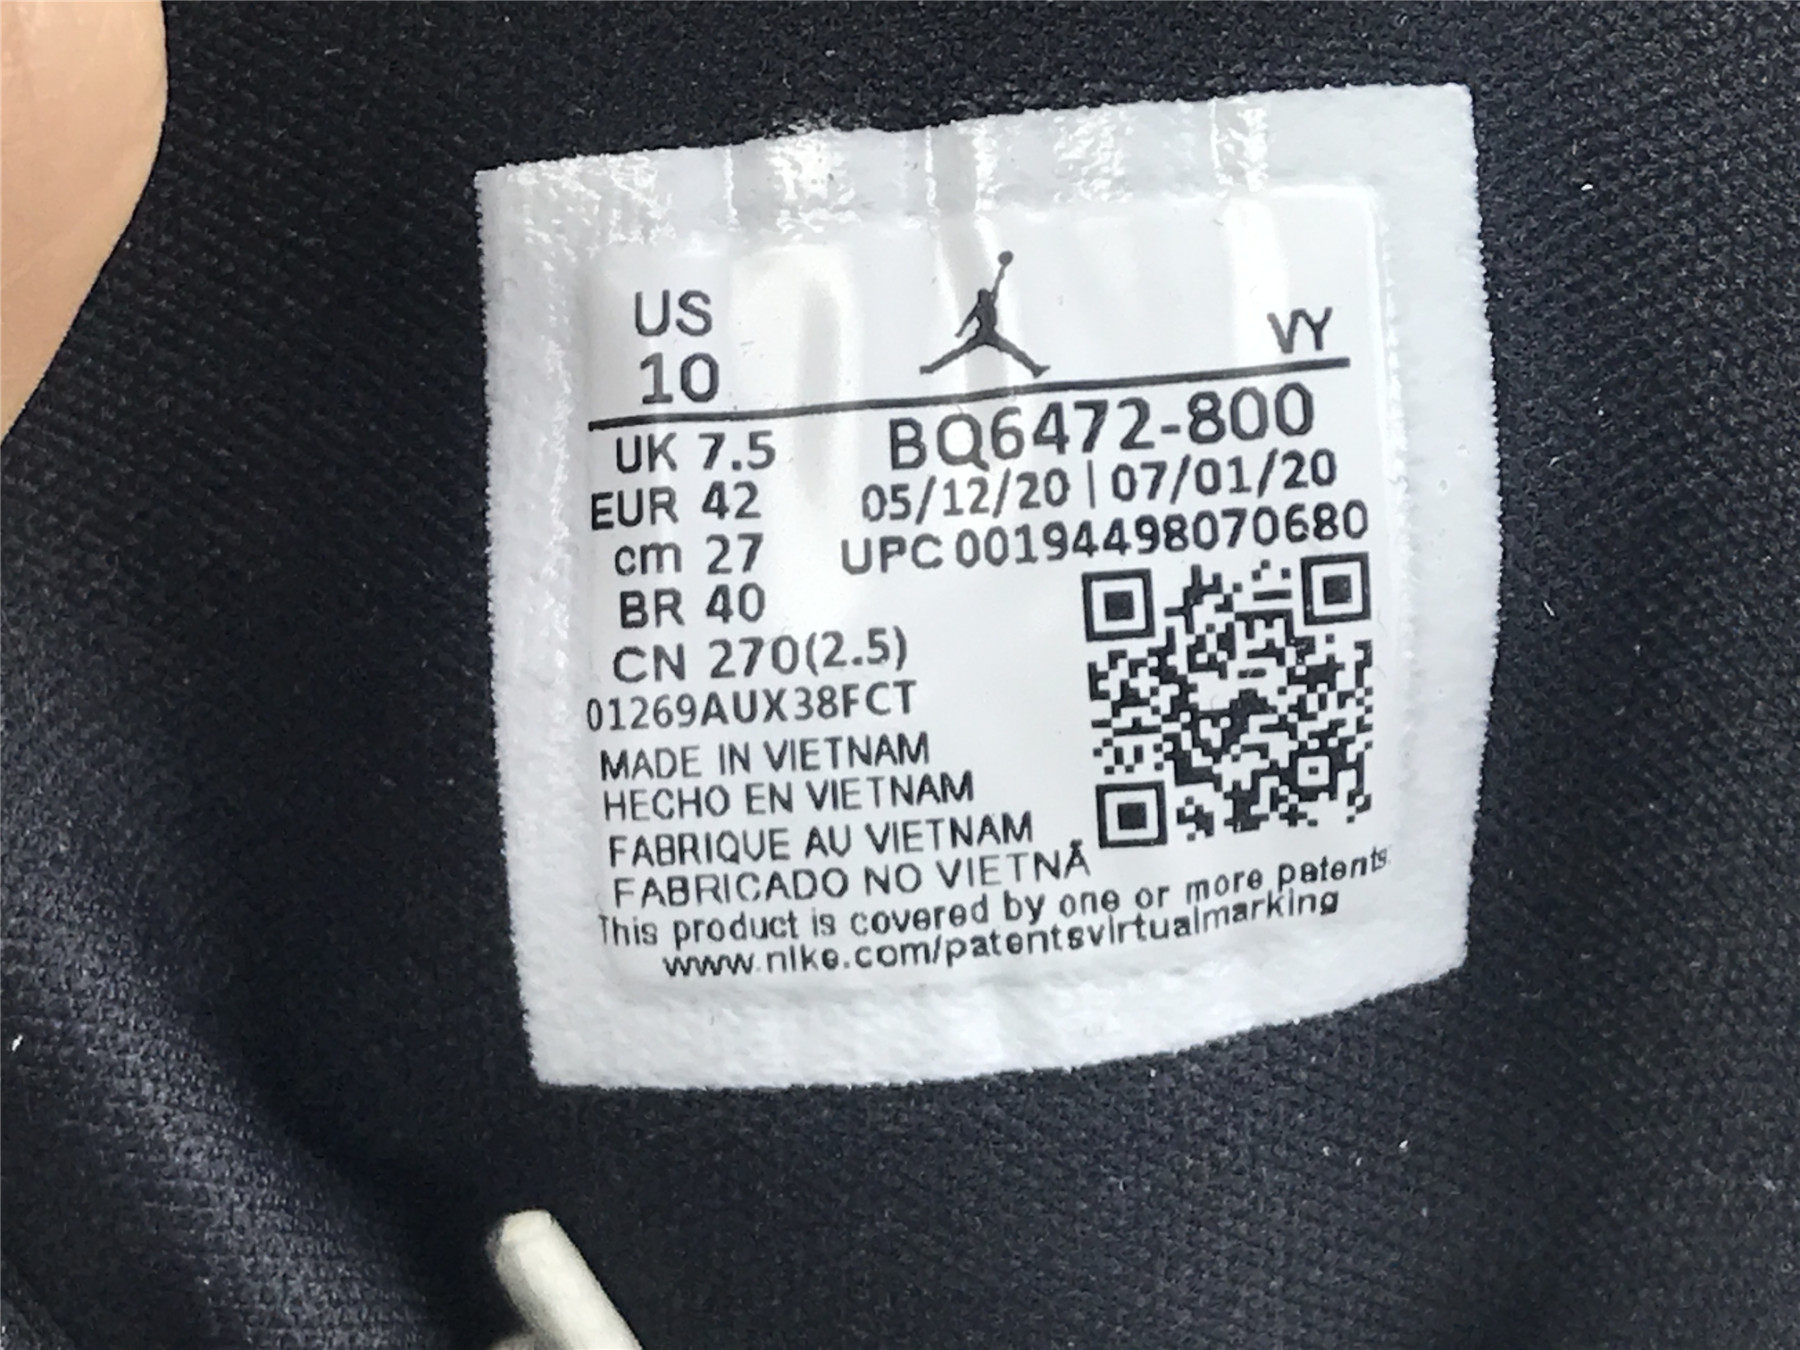 US
10
VY
UK 7.5
EUR 42
cm 27
BR 40
CN 270(2.5)
BQ6472-800
05/12/20 | 07/01/20
UPC 00194498070680
01269AUX38FCT
MADE IN VIETNAM
HECHO EN VIETNAM
FABRIQUE AU VIETNAM
FABRICADO NO VIETNÃ
This product is covered by one or more patents
www.nike.com/patentsvirtualmarking